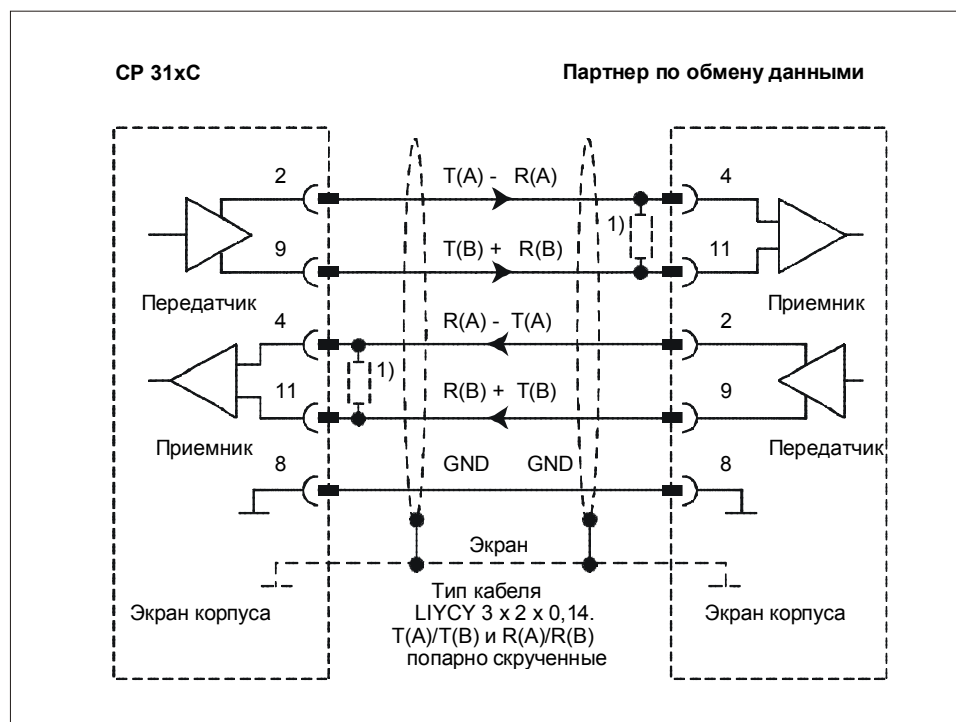 CP 31xC
Партнер по обмену данными
2
T(A) - R(A)
4
1)
9
T(B) + R(B)
11
Передатчик
Приемник
4
R(A) - T(A)
2
1)
11
R(B) + T(B)
9
Приемник
Передатчик
8
GND GND
8
Экран
Экран корпуса
Тип кабеля
LIYCY 3 x 2 x 0,14.
T(A)/T(B) и R(A)/R(B)
попарно скрученные
Экран корпуса